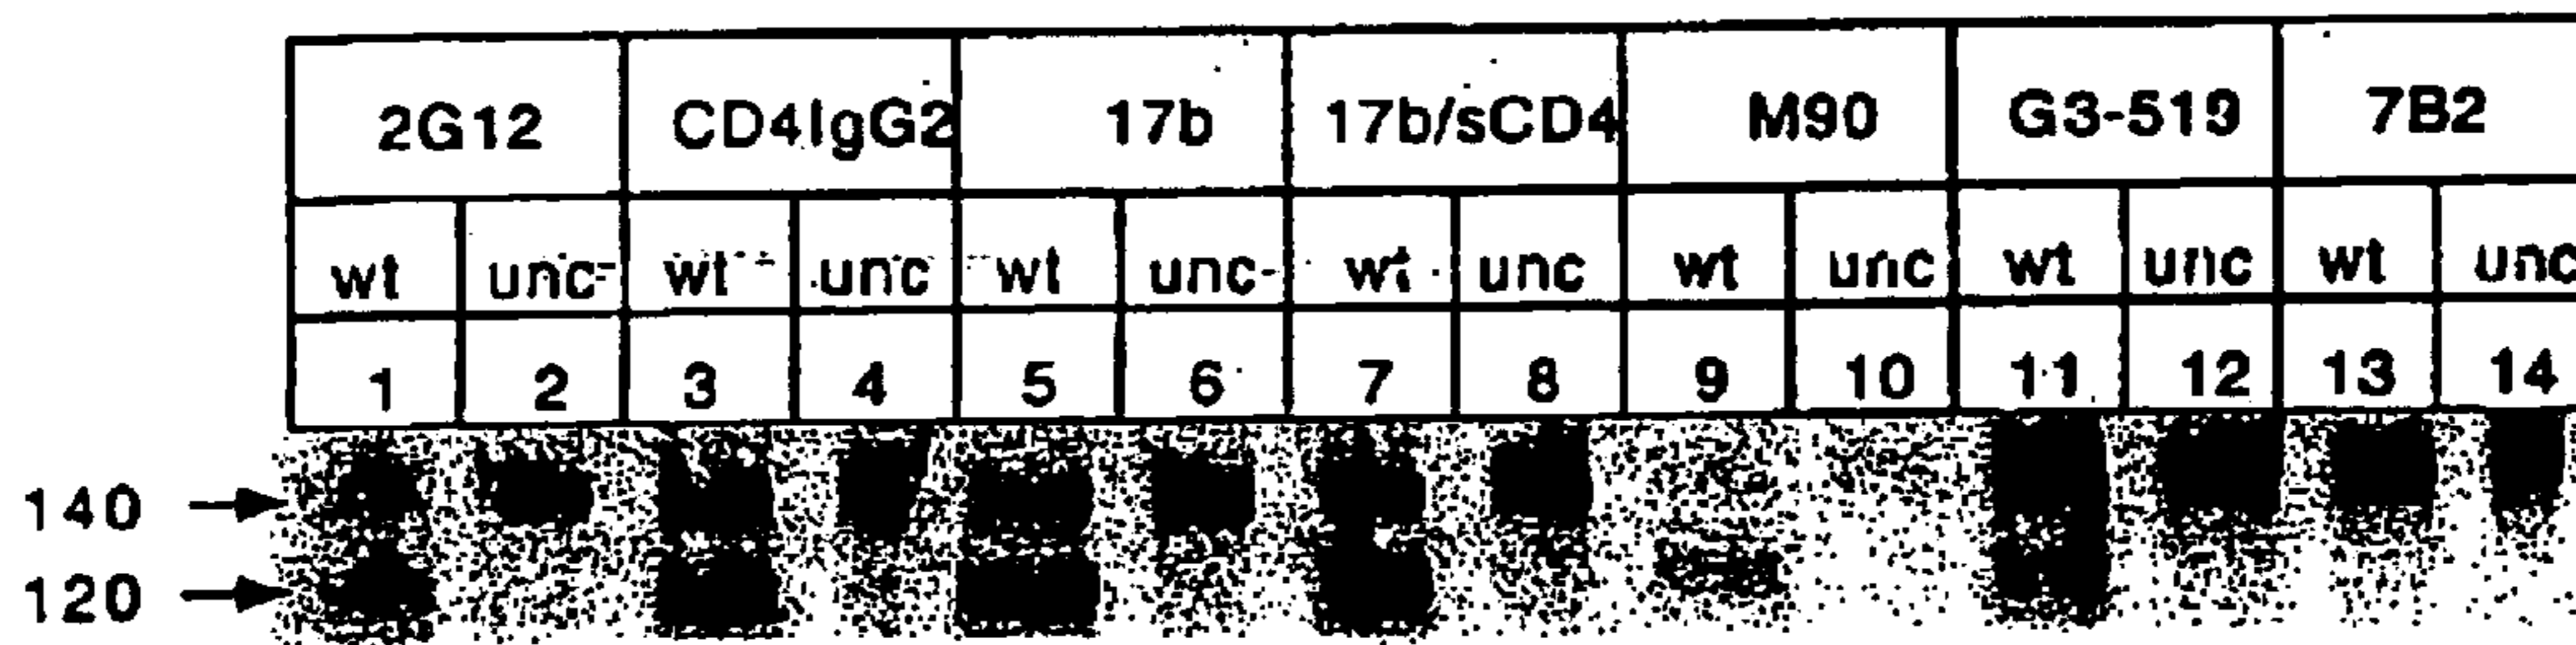 2G12 CD4IgG2 17b 17b/sCD4 M90 G3-519 7B2
wt unc wt unc wt unc wt unc wt unc wt unc wt unc
1 2 3 4 5 6 7 8 9 10 11 12 13 14
140
120